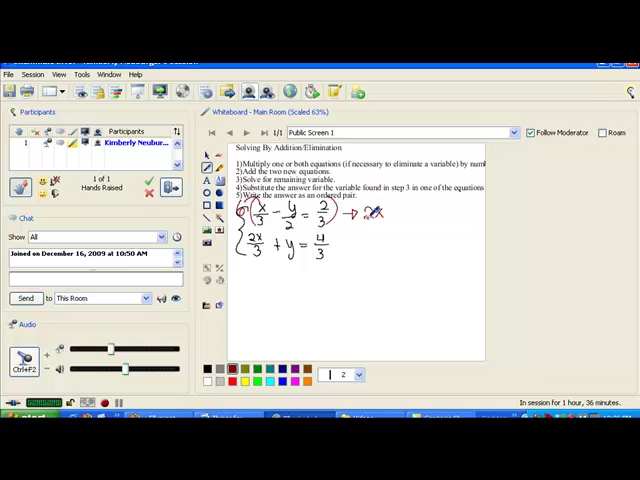 File Session View Tools Window Help
Participants
Whiteboard - Main Room (Scaled 63%)
1/1 Public Screen 1 Follow Moderator Roam
Participants
1 Kimberly Neubur...
1 of 1
Hands Raised
Chat
Show All
Joined on December 16, 2009 at 10:50 AM
Send To This Room
Audio
Ctrl+F2
Solving By Addition/Elimination
1)Multiply one or both equations (if necessary to eliminate a variable) by numb
2)Add the two new equations.
3)Solve for remaining variable.
4)Substitute the answer for the variable found in step 3 in one of the equations
5)Write the answer as an ordered pair.
6(x/3 - y/2 = 2/3) → 2x
2x/3 + y = 4/3
2
In session for 1 hour, 36 minutes.
start